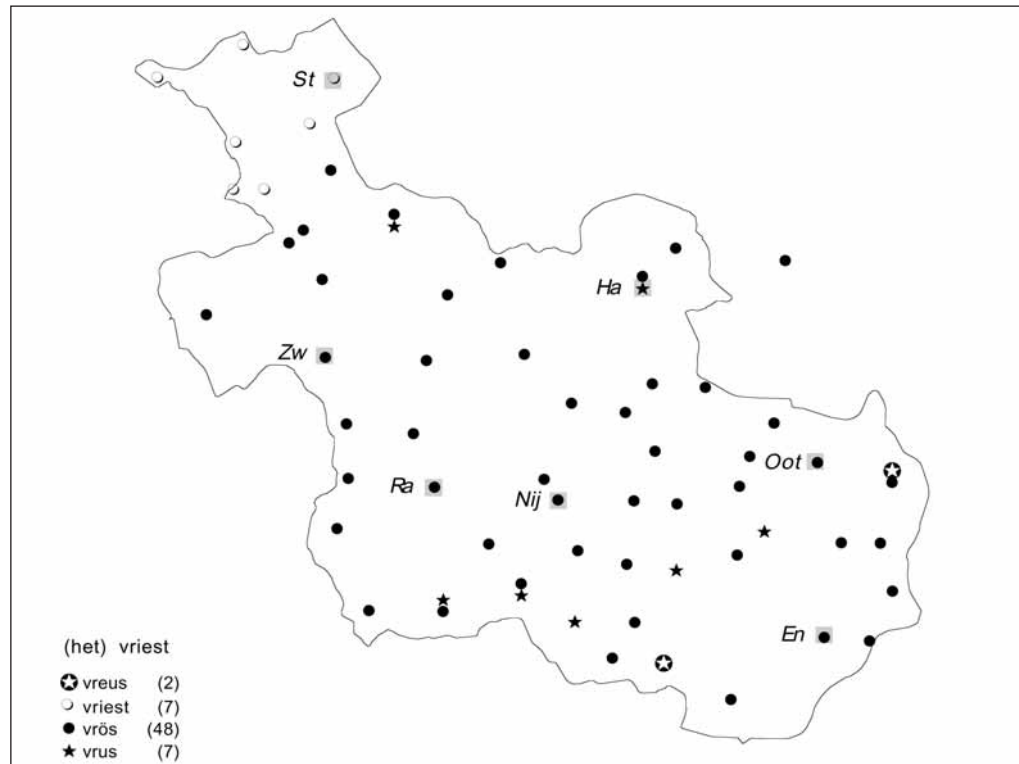 St
Ha
Zw
Oot
Ra
Nij
En
(het) vriest
vreus (2)
vriest (7)
vrös (48)
vrus (7)